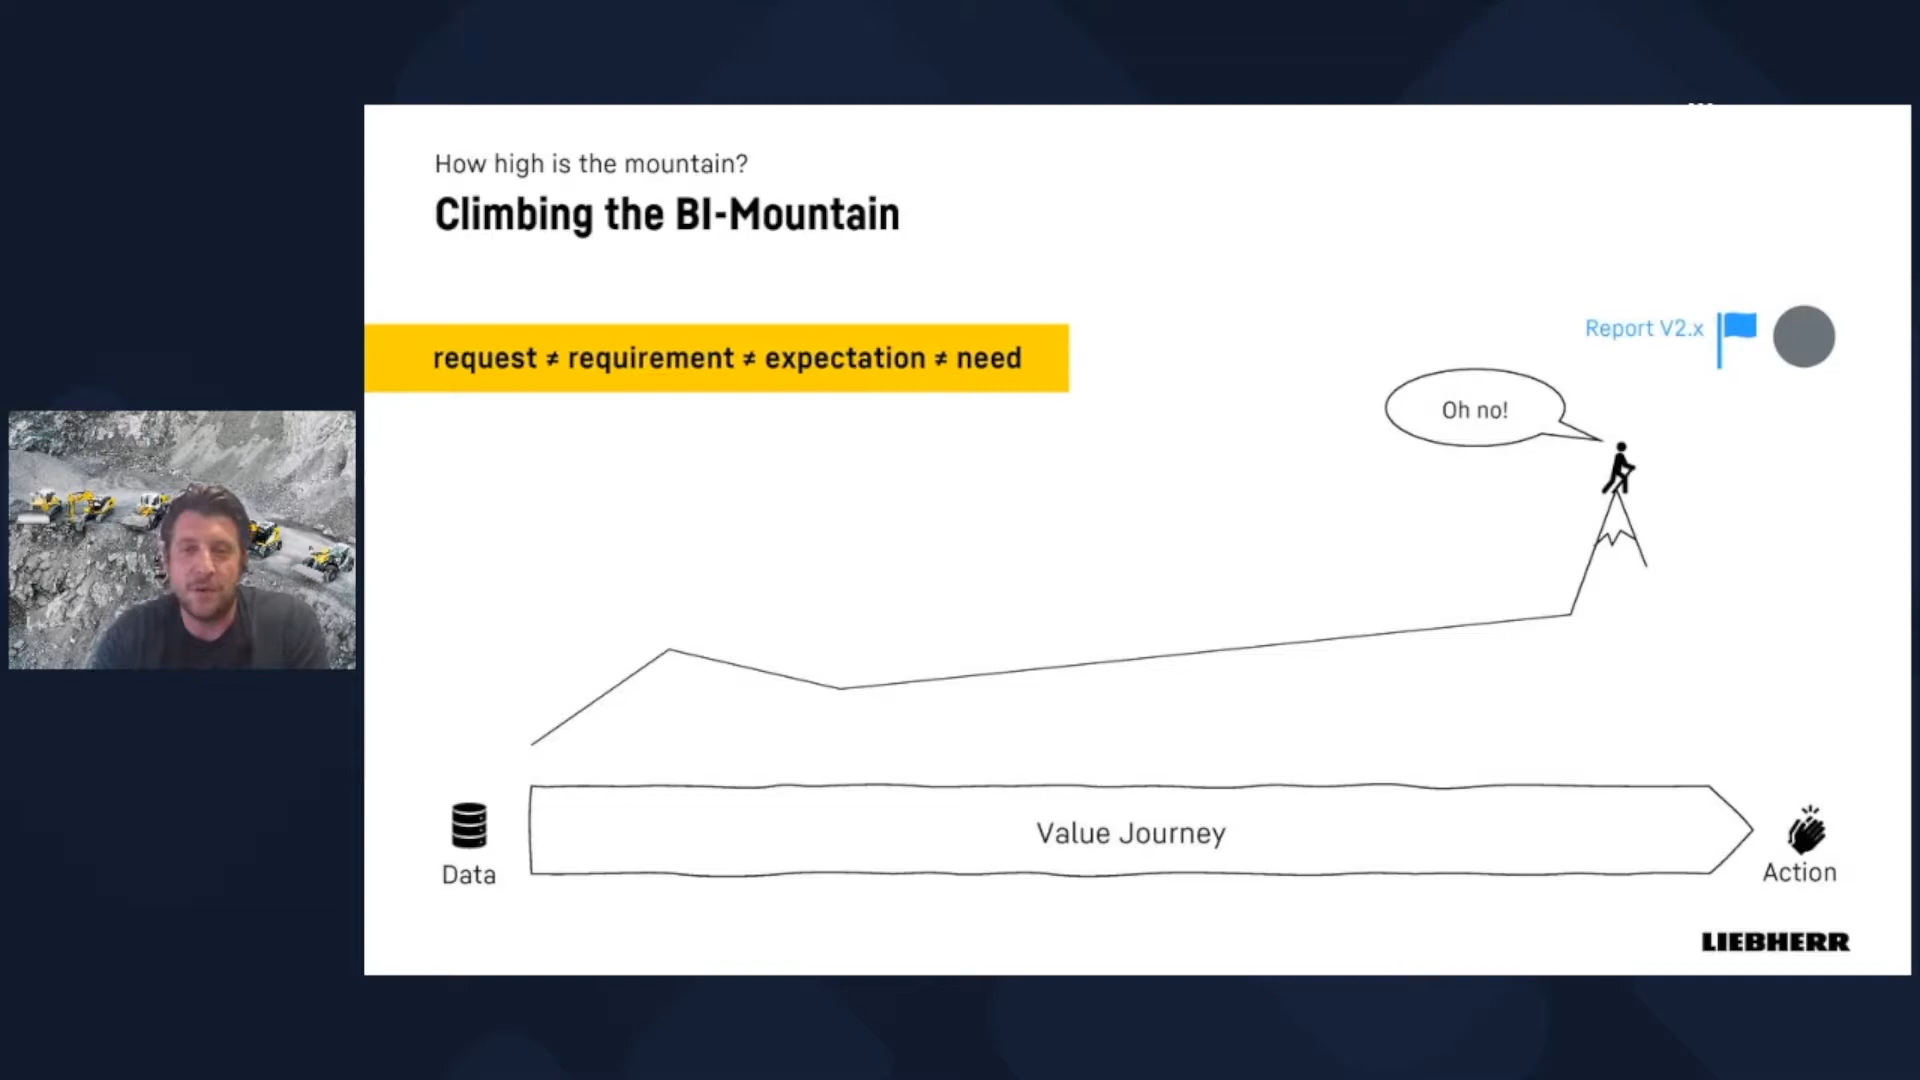 How high is the mountain?
Climbing the BI-Mountain
request ≠ requirement ≠ expectation ≠ need
Report V2.x
Oh no!
Value Journey
Data
Action
LIEBHERR